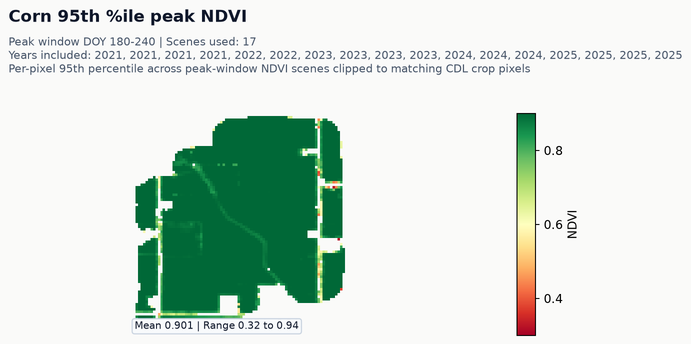 Corn 95th %ile peak NDVI
Peak window DOY 180-240 | Scenes used: 17
Years included: 2021, 2021, 2021, 2021, 2022, 2022, 2023, 2023, 2023, 2023, 2024, 2024, 2024, 2025, 2025, 2025, 2025
Per-pixel 95th percentile across peak-window NDVI scenes clipped to matching CDL crop pixels
0.8
0.6
0.4
NDVI
Mean 0.901 | Range 0.32 to 0.94